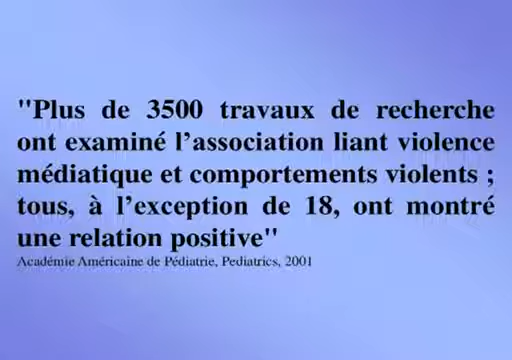 "Plus de 3500 travaux de recherche
ont examiné l’association liant violence
médiatique et comportements violents ;
tous, à l’exception de 18, ont montré
une relation positive"
Académie Américaine de Pédiatrie, Pediatrics, 2001